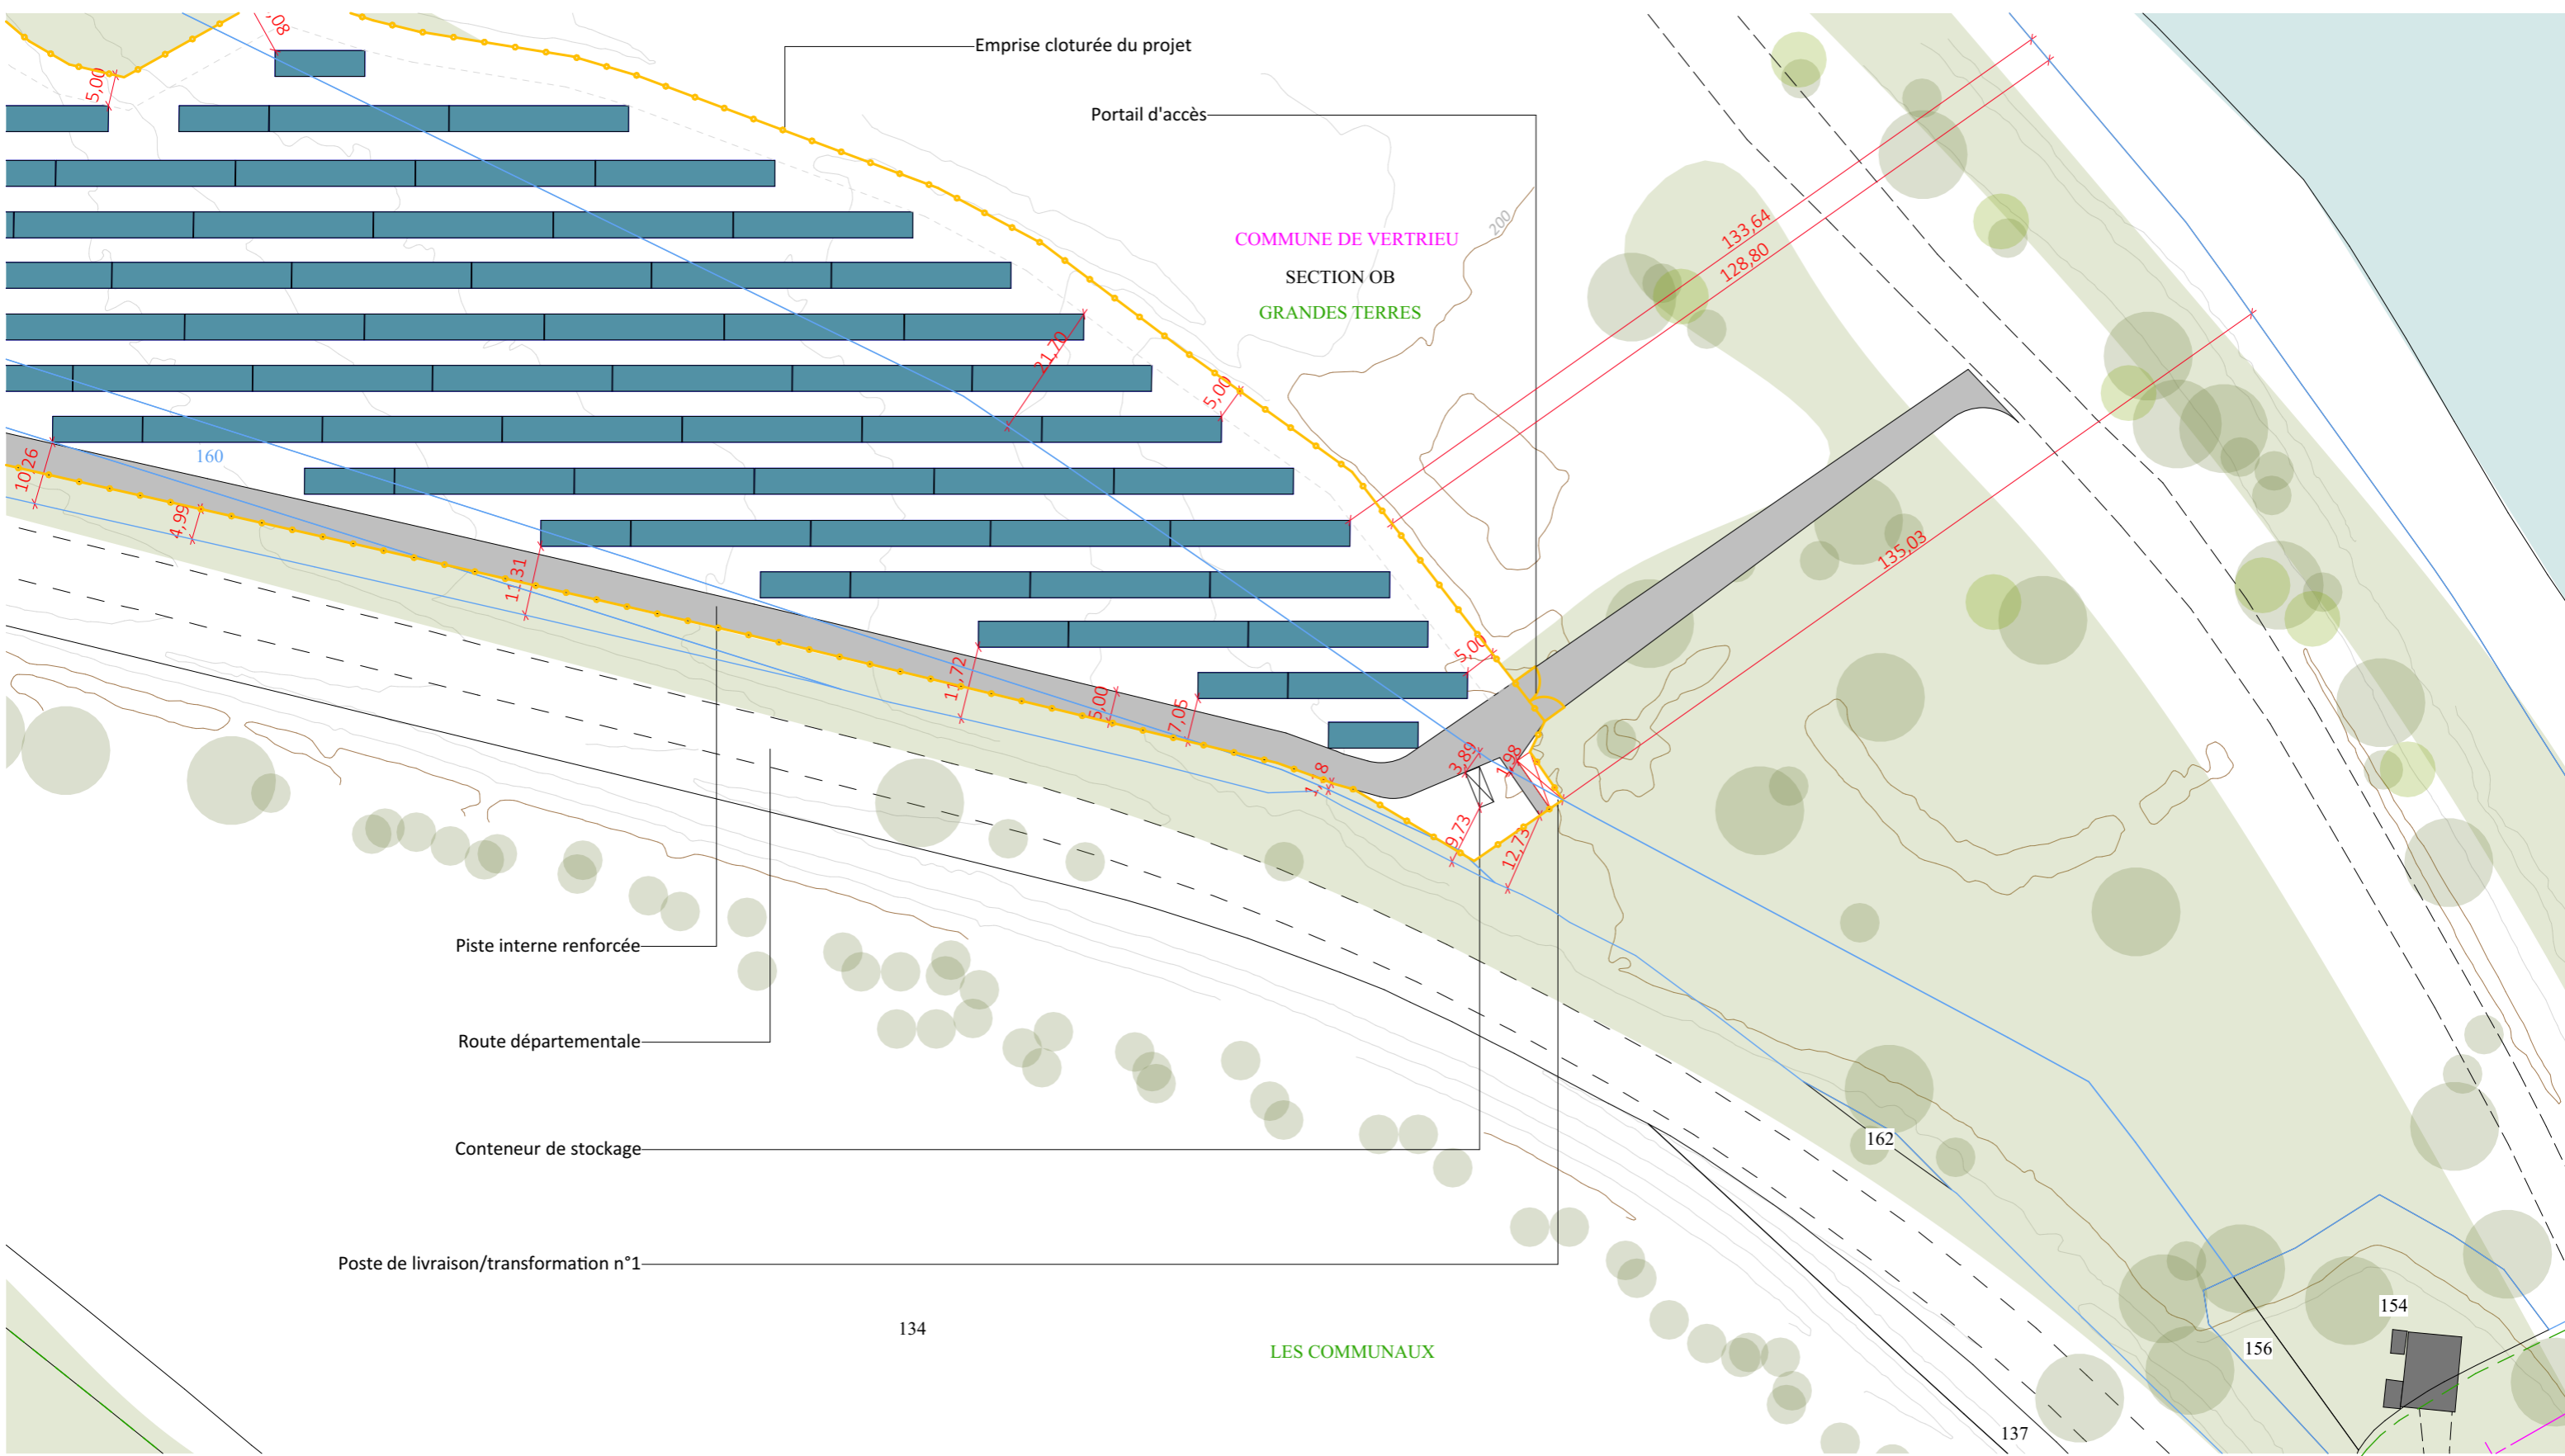 ,08
Emprise cloturée du projet
5,00
Portail d'accès
200
133,64
COMMUNE DE VERTRIEU
128,80
SECTION OB
GRANDES TERRES
21,70
5,00
160
10,26
4,99
135,03
11,31
5,00
11,72
5,00
7,05
3,89
1,98
9,73
12,73
Piste interne renforcée
Route départementale
162
Conteneur de stockage
Poste de livraison/transformation n°1
154
134
156
LES COMMUNAUX
137